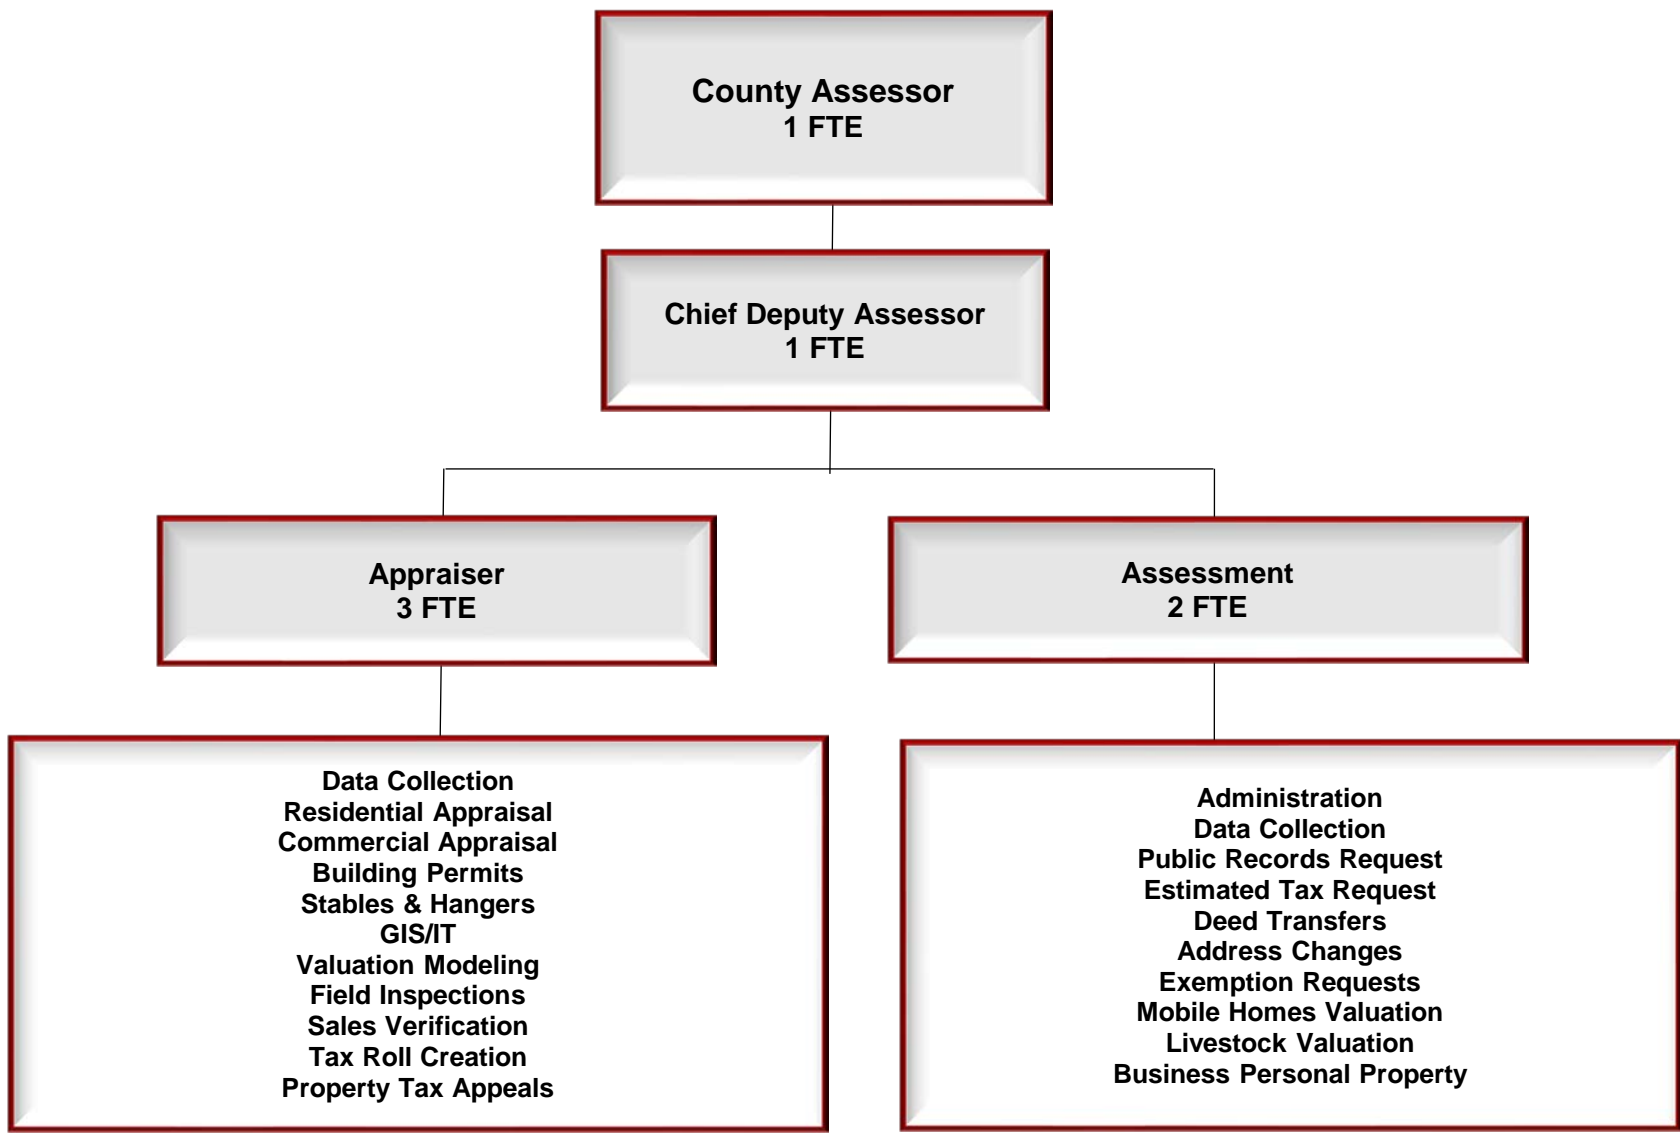 County Assessor
1 FTE
Chief Deputy Assessor
1 FTE
Appraiser
3 FTE
Assessment
2 FTE
Data Collection
Residential Appraisal
Commercial Appraisal
Building Permits
Stables & Hangers
GIS/IT
Valuation Modeling
Field Inspections
Sales Verification
Tax Roll Creation
Property Tax Appeals
Administration
Data Collection
Public Records Request
Estimated Tax Request
Deed Transfers
Address Changes
Exemption Requests
Mobile Homes Valuation
Livestock Valuation
Business Personal Property